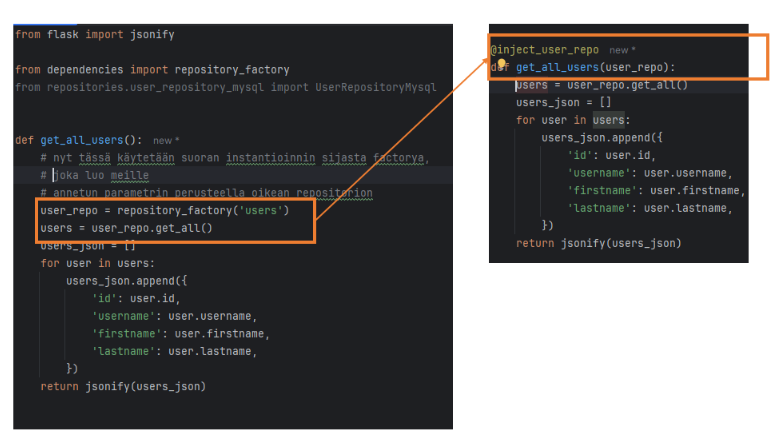 from flask import jsonify
from dependencies import repository_factory
from repositories.user_repository_mysql import UserRepositoryMysql
def get_all_users(): new *
# nyt tässä käytetään suoran instantioinnin sijasta factorya,
# joka luo meille
# annetun parametrin perusteella oikean repositorion
user_repo = repository_factory('users')
users = user_repo.get_all()
users_json = []
for user in users:
users_json.append({
'id': user.id,
'username': user.username,
'firstname': user.firstname,
'lastname': user.lastname,
})
return jsonify(users_json)
@inject_user_repo new *
def get_all_users(user_repo):
users = user_repo.get_all()
users_json = []
for user in users:
users_json.append({
'id': user.id,
'username': user.username,
'firstname': user.firstname,
'lastname': user.lastname,
})
return jsonify(users_json)